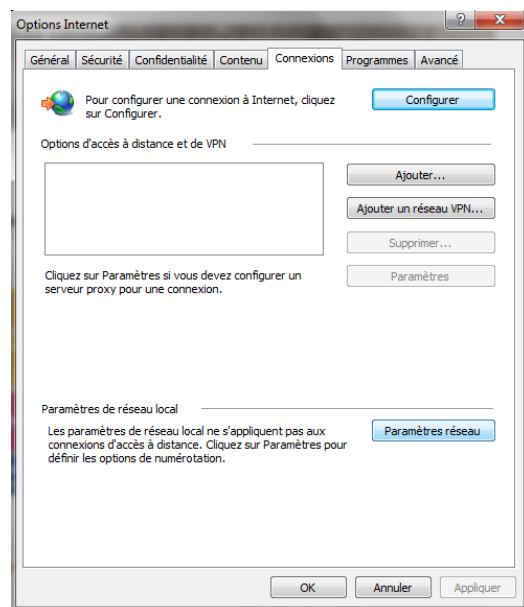 Options Internet
Général Sécurité Confidentialité Contenu Connexions Programmes Avancé
Pour configurer une connexion à Internet, cliquez
sur Configurer.
Configurer
Options d'accès à distance et de VPN
Ajouter...
Ajouter un réseau VPN...
Supprimer...
Paramètres
Cliquez sur Paramètres si vous devez configurer un
serveur proxy pour une connexion.
Paramètres de réseau local
Les paramètres de réseau local ne s'appliquent pas aux
connexions d'accès à distance. Cliquez sur Paramètres pour
définir les options de numérotation.
Paramètres réseau
OK Annuler Appliquer